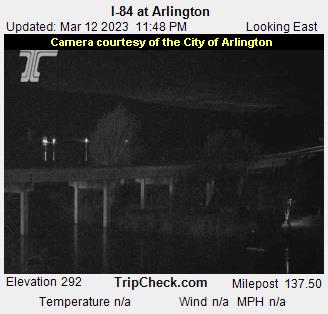 I-84 at Arlington
Updated: Mar 12 2023 11:48 PM Looking East
Camera courtesy of the City of Arlington
Elevation 292 TripCheck.com Milepost 137.50
Temperature n/a Wind n/a MPH n/a